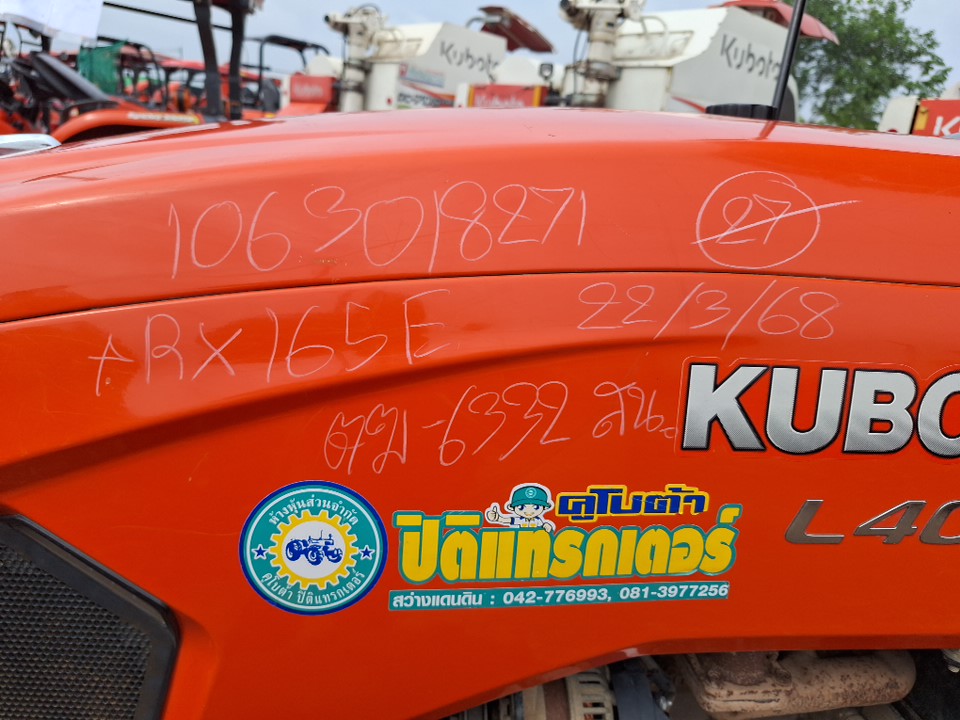 Kubota
Kubota
1063018271 27
+RX165E 22/3/68
ตม-6332 สน.
KUBO
L40
ห้างหุ้นส่วนจำกัด
คูโบต้า ปิติแทรกเตอร์
คูโบต้า
ปิติแทรกเตอร์
สว่างแดนดิน : 042-776993, 081-3977256